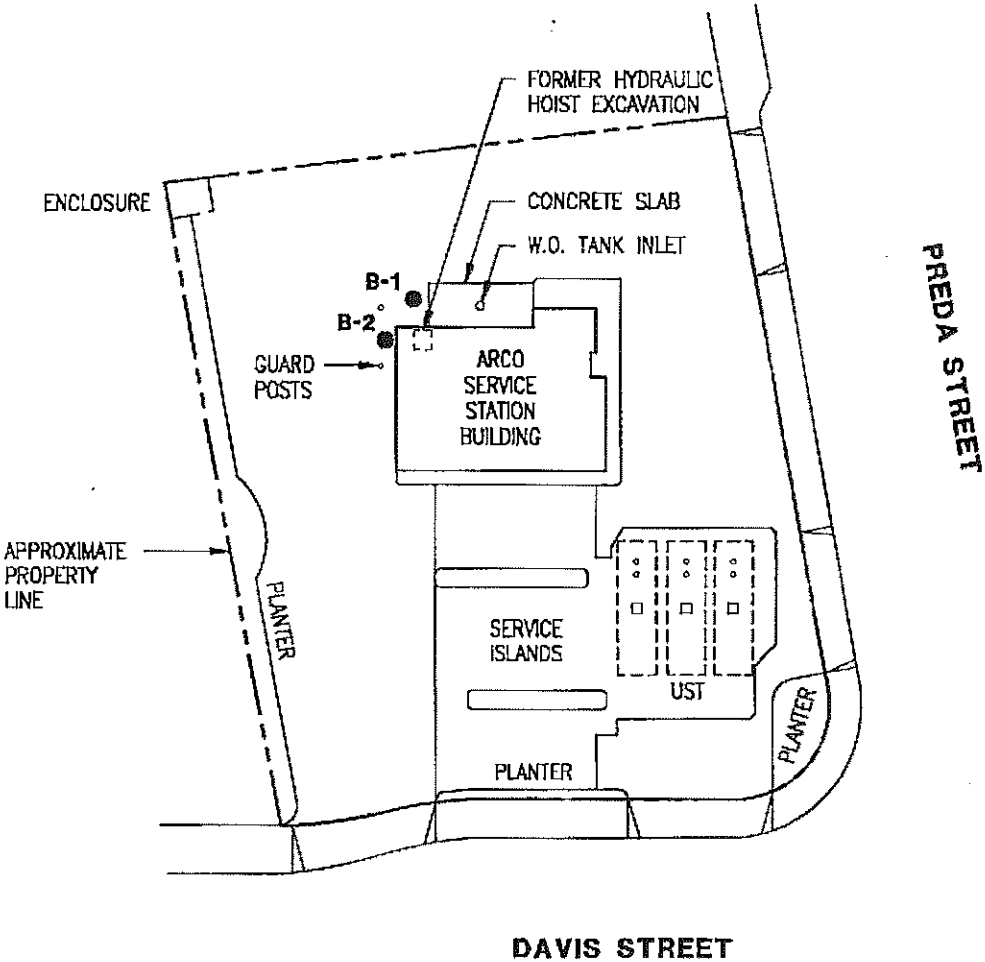 FORMER HYDRAULIC
HOIST EXCAVATION
ENCLOSURE
CONCRETE SLAB
W.O. TANK INLET
B-1
B-2
GUARD
POSTS
ARCO
SERVICE
STATION
BUILDING
PREDA STREET
APPROXIMATE
PROPERTY
LINE
PLANTER
SERVICE
ISLANDS
UST
PLANTER
PLANTER
DAVIS STREET